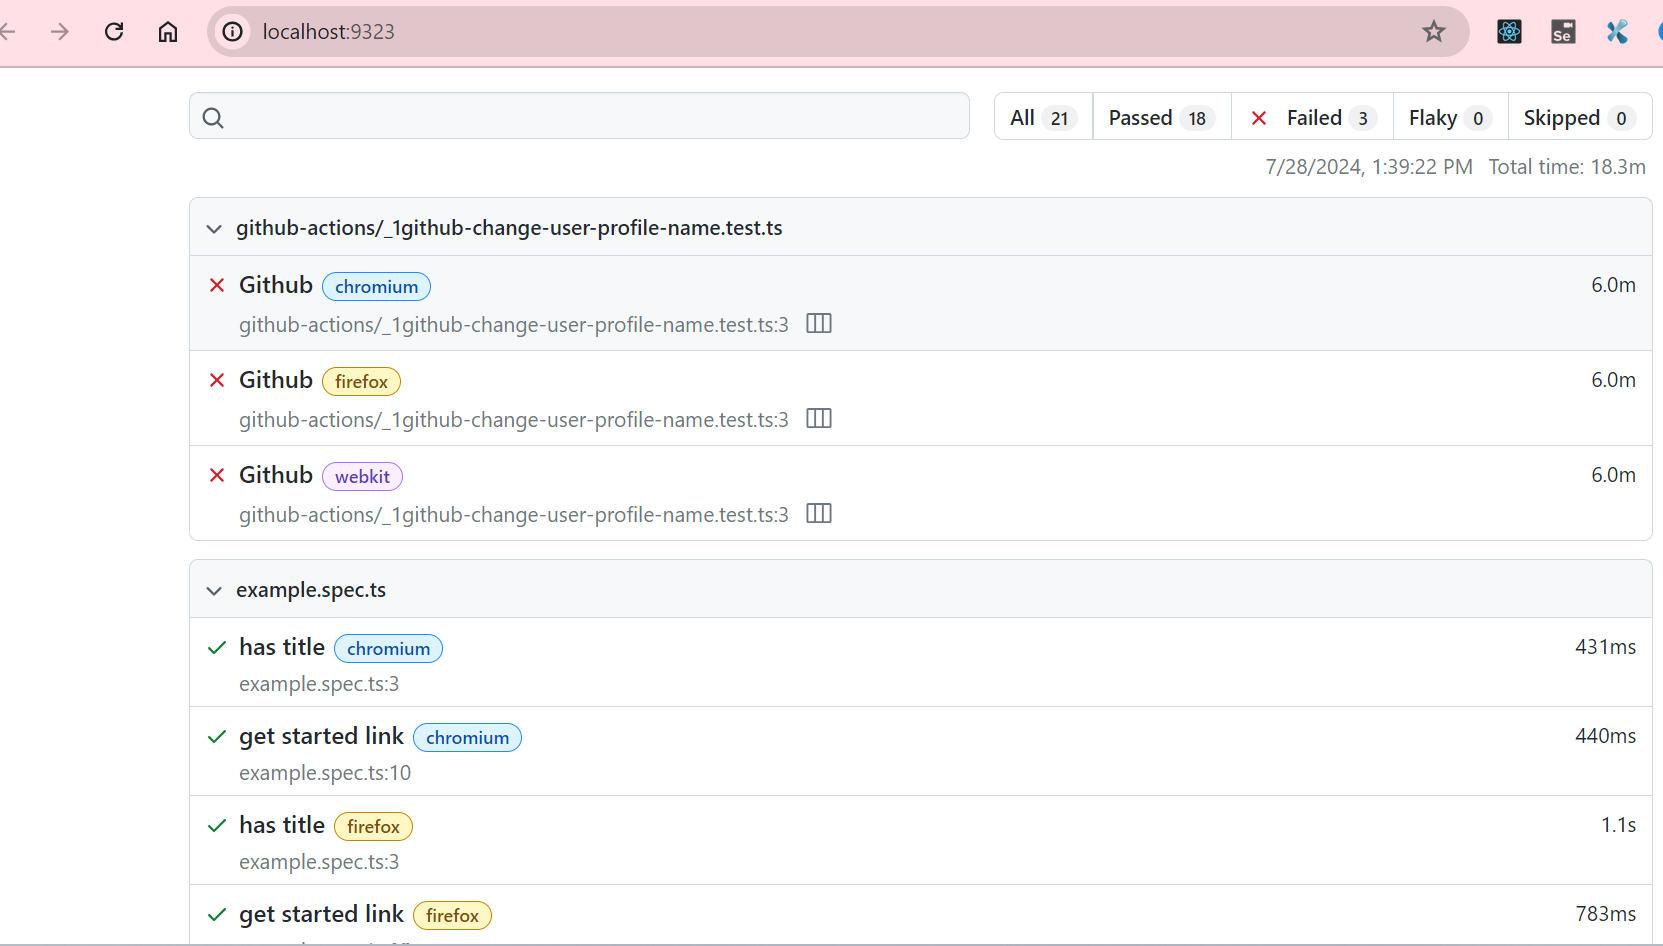 localhost:9323
Se
All 21 Passed 18 Failed 3 Flaky 0 Skipped 0
7/28/2024, 1:39:22 PM Total time: 18.3m
github-actions/_1github-change-user-profile-name.test.ts
Github chromium 6.0m
github-actions/_1github-change-user-profile-name.test.ts:3
Github firefox 6.0m
github-actions/_1github-change-user-profile-name.test.ts:3
Github webkit 6.0m
github-actions/_1github-change-user-profile-name.test.ts:3
example.spec.ts
has title chromium 431ms
example.spec.ts:3
get started link chromium 440ms
example.spec.ts:10
has title firefox 1.1s
example.spec.ts:3
get started link firefox 783ms